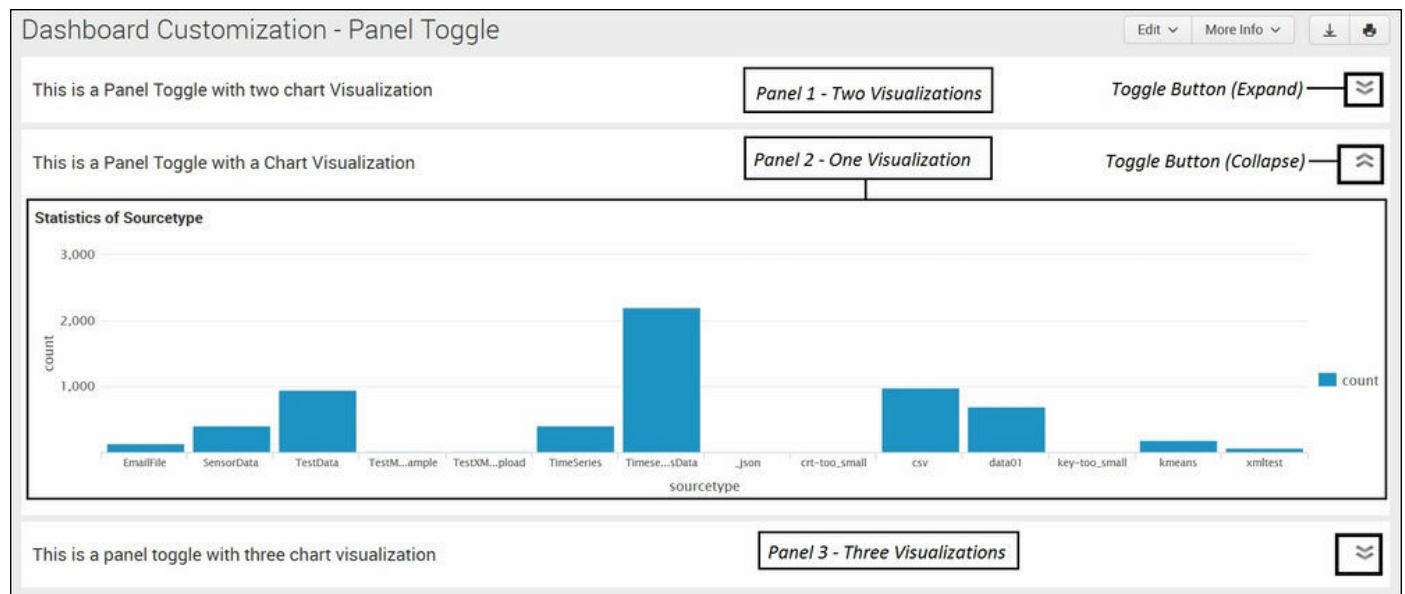 Dashboard Customization - Panel Toggle
Edit
More Info
This is a Panel Toggle with two chart Visualization
Panel 1 - Two Visualizations
Toggle Button (Expand)
This is a Panel Toggle with a Chart Visualization
Panel 2 - One Visualization
Toggle Button (Collapse)
Statistics of Sourcetype
3,000
2,000
1,000
count
EmailFile
SensorData
TestData
TestM...ample
TestXM...pload
TimeSeries
Timese...sData
_json
crt-too_small
csv
data01
key-too_small
kmeans
xmltest
sourcetype
count
This is a panel toggle with three chart visualization
Panel 3 - Three Visualizations